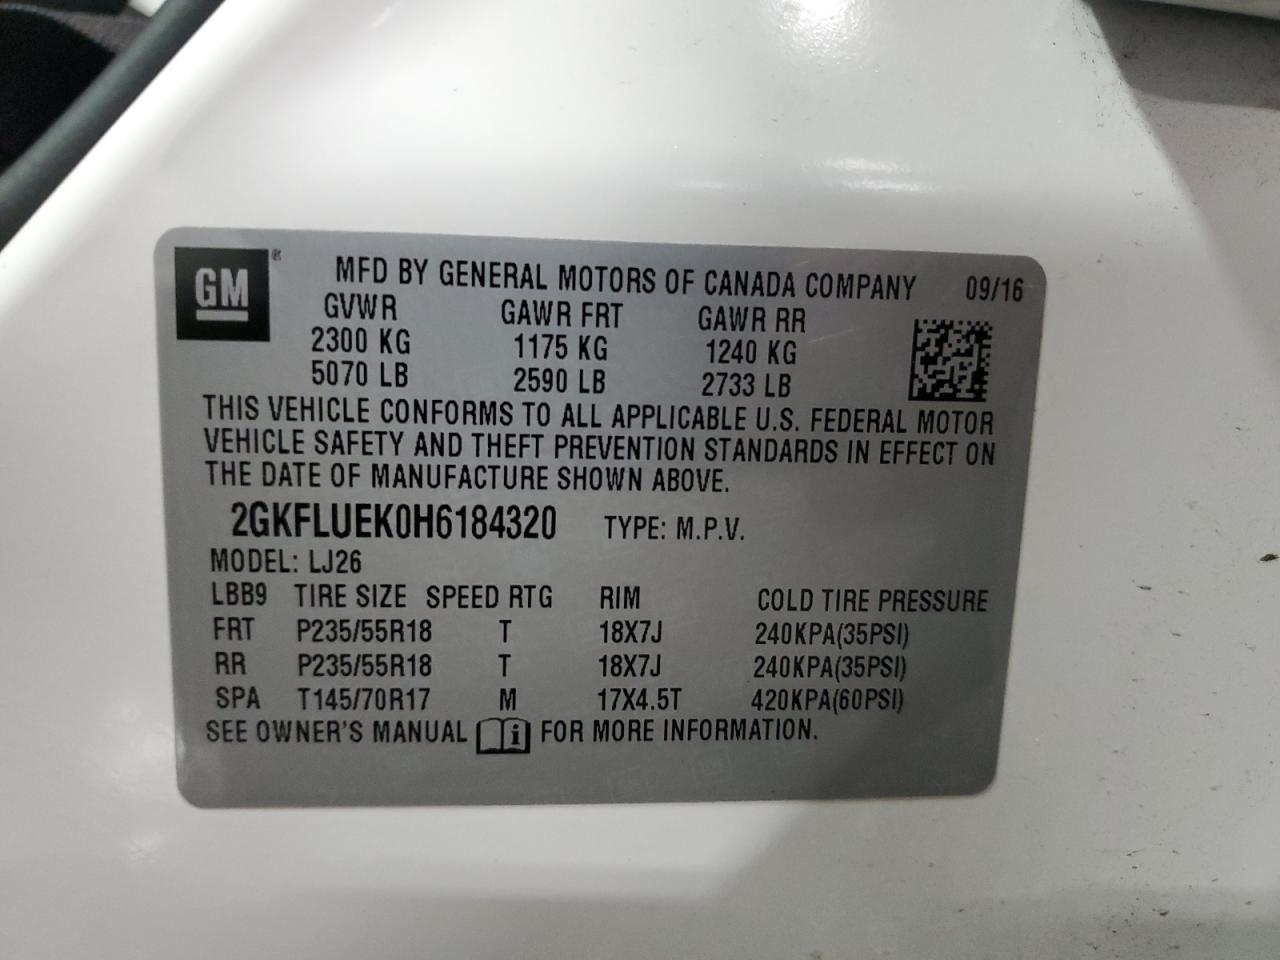 GM® MFD BY GENERAL MOTORS OF CANADA COMPANY 09/16
GVWR GAWR FRT GAWR RR
2300 KG 1175 KG 1240 KG
5070 LB 2590 LB 2733 LB
THIS VEHICLE CONFORMS TO ALL APPLICABLE U.S. FEDERAL MOTOR
VEHICLE SAFETY AND THEFT PREVENTION STANDARDS IN EFFECT ON
THE DATE OF MANUFACTURE SHOWN ABOVE.
2GKFLUEK0H6184320 TYPE: M.P.V.
MODEL: LJ26
LBB9 TIRE SIZE SPEED RTG RIM COLD TIRE PRESSURE
FRT P235/55R18 T 18X7J 240KPA(35PSI)
RR P235/55R18 T 18X7J 240KPA(35PSI)
SPA T145/70R17 M 17X4.5T 420KPA(60PSI)
SEE OWNER'S MANUAL i FOR MORE INFORMATION.